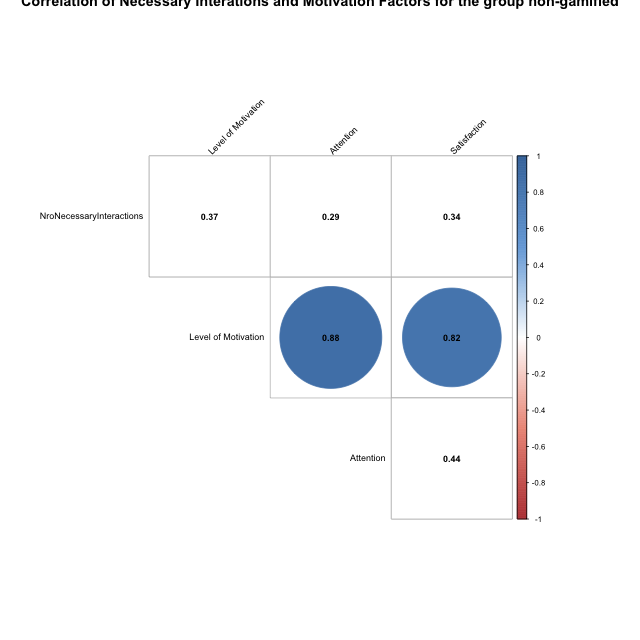 Correlation of Necessary Interations and Motivation Factors for the group non-gamified
Level of Motivation
Attention
Satisfaction
NroNecessaryInteractions
0.37
0.29
0.34
Level of Motivation
0.88
0.82
Attention
0.44
1
0.8
0.6
0.4
0.2
0
-0.2
-0.4
-0.6
-0.8
-1